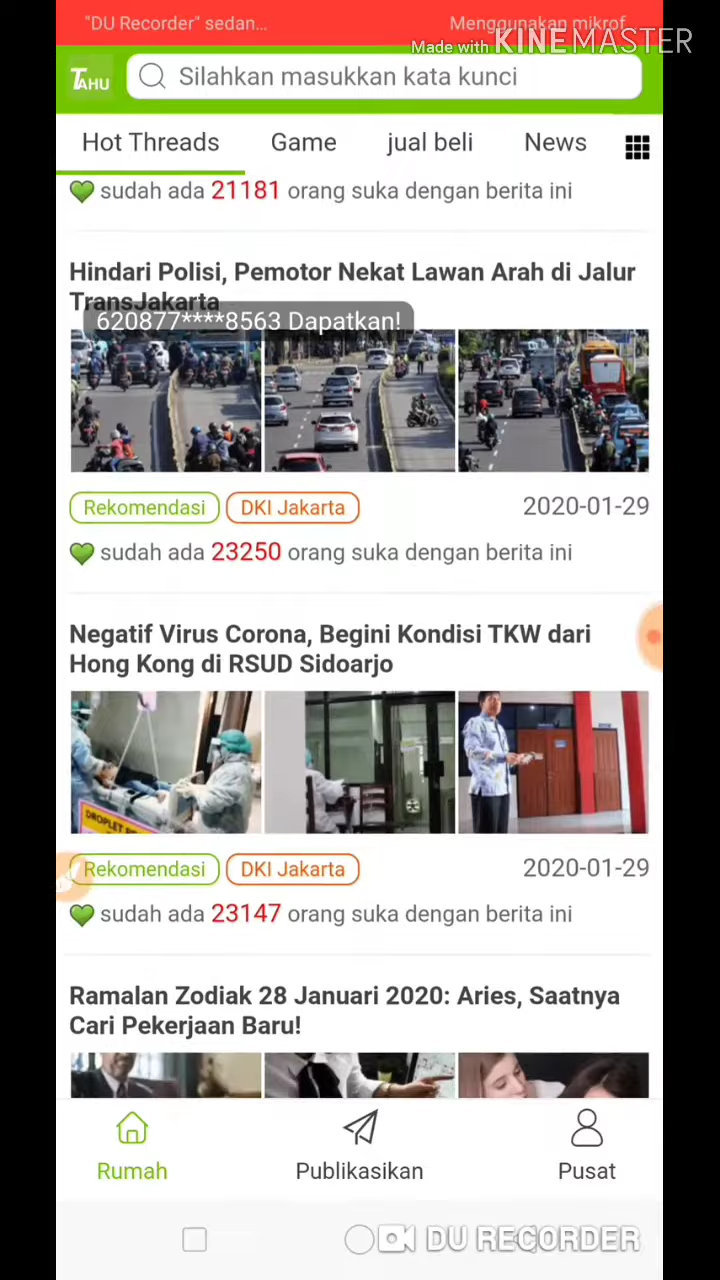 "DU Recorder" sedan...
Menggunakan mikrof
Made with KINEMASTER
TAHU
Silahkan masukkan kata kunci
Hot Threads
Game
jual beli
News
sudah ada 21181 orang suka dengan berita ini
Hindari Polisi, Pemotor Nekat Lawan Arah di Jalur
TransJakarta
620877****8563 Dapatkan!
Rekomendasi
DKI Jakarta
2020-01-29
sudah ada 23250 orang suka dengan berita ini
Negatif Virus Corona, Begini Kondisi TKW dari
Hong Kong di RSUD Sidoarjo
DROPLET
Rekomendasi
DKI Jakarta
2020-01-29
sudah ada 23147 orang suka dengan berita ini
Ramalan Zodiak 28 Januari 2020: Aries, Saatnya
Cari Pekerjaan Baru!
Rumah
Publikasikan
Pusat
DU RECORDER